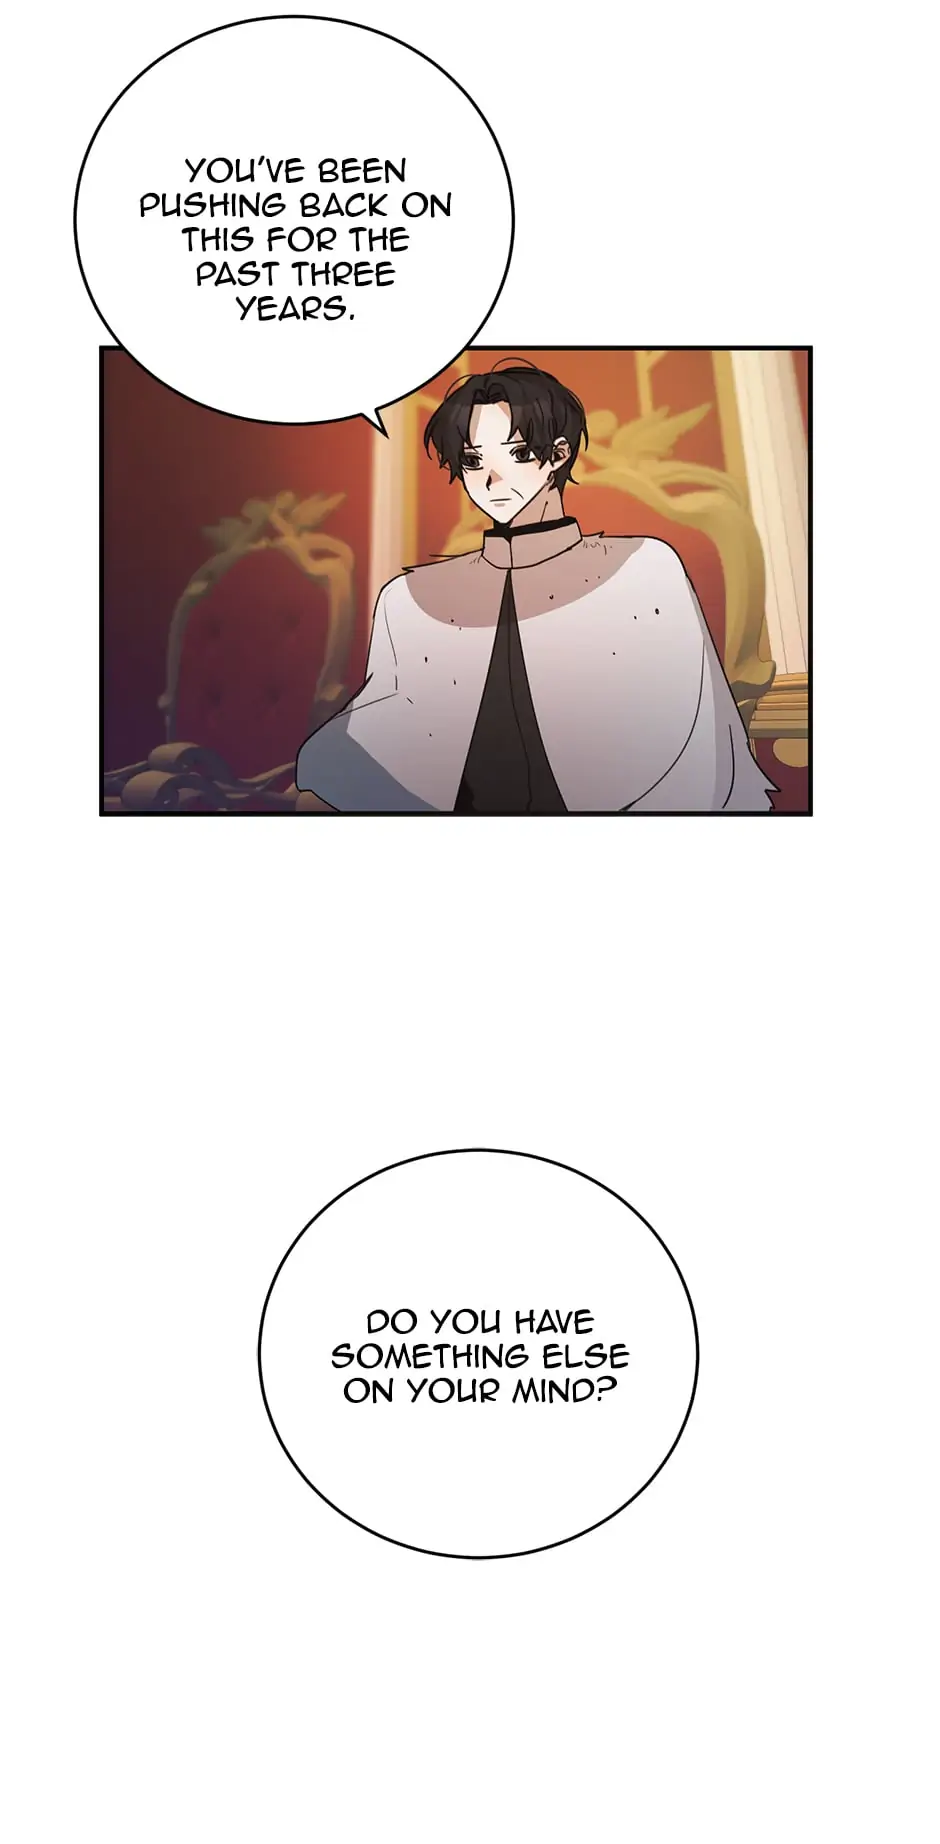 YOU'VE BEEN
PUSHING BACK ON
THIS FOR THE
PAST THREE
YEARS.
DO YOU HAVE
SOMETHING ELSE
ON YOUR MIND?